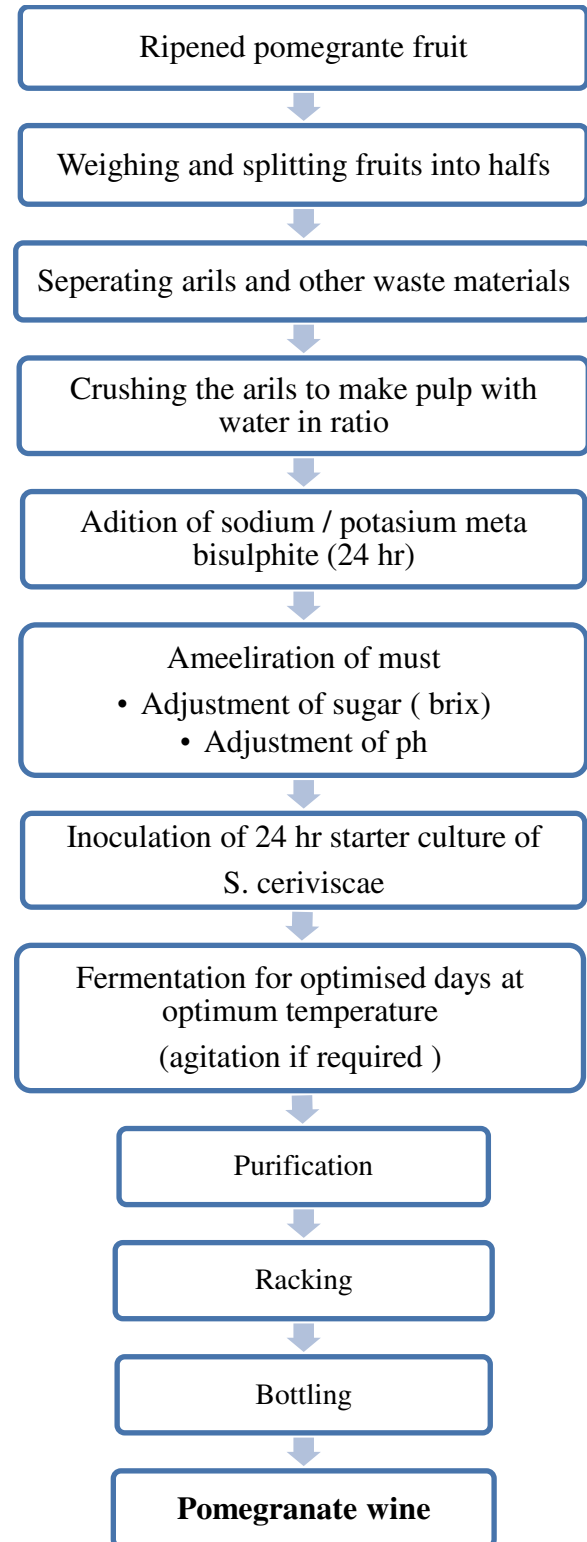 Ripened pomegrante fruit
Weighing and splitting fruits into halfs
Seperating arils and other waste materials
Crushing the arils to make pulp with
water in ratio
Adition of sodium / potasium meta
bisulphite (24 hr)
Ameeliration of must
• Adjustment of sugar ( brix)
• Adjustment of ph
Inoculation of 24 hr starter culture of
S. ceriviscae
Fermentation for optimised days at
optimum temperature
(agitation if required )
Purification
Racking
Bottling
Pomegranate wine